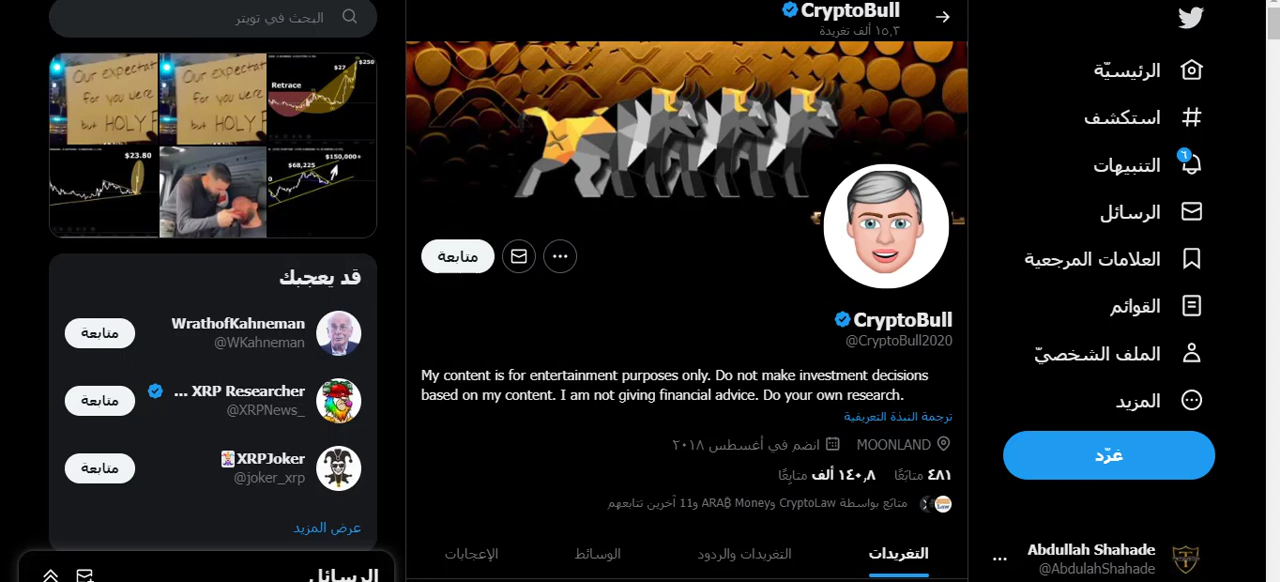 الرئيسيّة
استكشف
٦
التنبيهات
الرسائل
العلامات المرجعية
القوائم
الملف الشخصيّ
المزيد
غرّد
Abdullah Shahade
@AbdulahShahade
CryptoBull
١٥٫٣ ألف تغريدة
متابعة
CryptoBull
@CryptoBull2020
My content is for entertainment purposes only. Do not make investment decisions
based on my content. I am not giving financial advice. Do your own research.
ترجمة النبذة التعريفية
MOONLAND انضم في أغسطس ٢٠١٨
٤٨١ متابَعًا ١٤٠٫٨ ألف متابِعًا
متابَع بواسطة CryptoLaw وARAB Money و11 آخرين تتابعهم
التغريدات
التغريدات والردود
الوسائط
الإعجابات
البحث في تويتر
Our expectat
for you were
but HOLY F
Our expectat
for you were
but HOLY F
$250
$27
Retrace
$23.80
$150,000+
$68,225
قد يعجبك
WrathofKahneman
@WKahneman
متابعة
XRP Researcher ...
@XRPNews_
متابعة
XRPJoker
@joker_xrp
متابعة
عرض المزيد
الرسائل